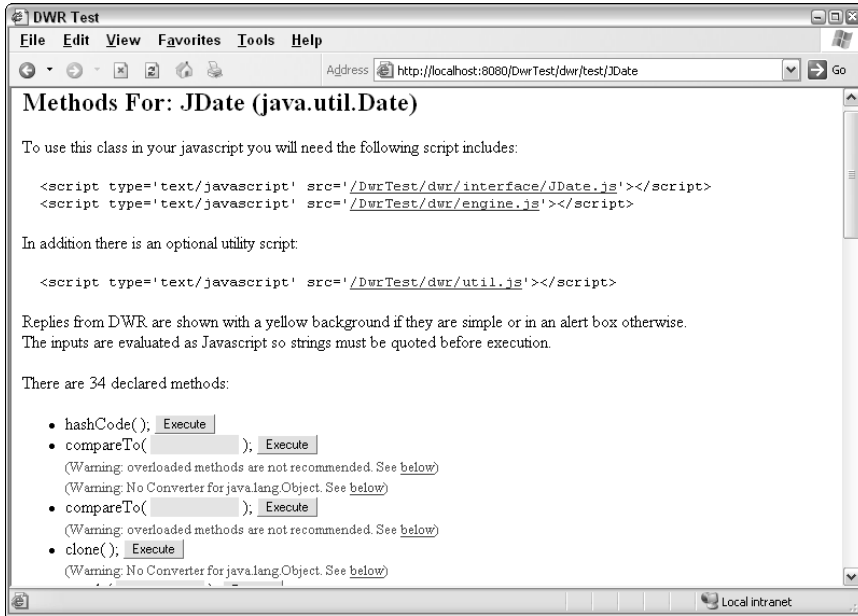 DWR Test
File Edit View Favorites Tools Help
Address http://localhost:8080/DwrTest/dwr/test/JDate Go
Methods For: JDate (java.util.Date)
To use this class in your javascript you will need the following script includes:
<script type='text/javascript' src='/DwrTest/dwr/interface/JDate.js'></script>
<script type='text/javascript' src='/DwrTest/dwr/engine.js'></script>
In addition there is an optional utility script:
<script type='text/javascript' src='/DwrTest/dwr/util.js'></script>
Replies from DWR are shown with a yellow background if they are simple or in an alert box otherwise.
The inputs are evaluated as Javascript so strings must be quoted before execution.
There are 34 declared methods:
• hashCode( ); Execute
• compareTo( ); Execute
(Warning: overloaded methods are not recommended. See below)
(Warning: No Converter for java.lang.Object. See below)
• compareTo( ); Execute
(Warning: overloaded methods are not recommended. See below)
• clone( ); Execute
(Warning: No Converter for java.lang.Object. See below)
Local intranet